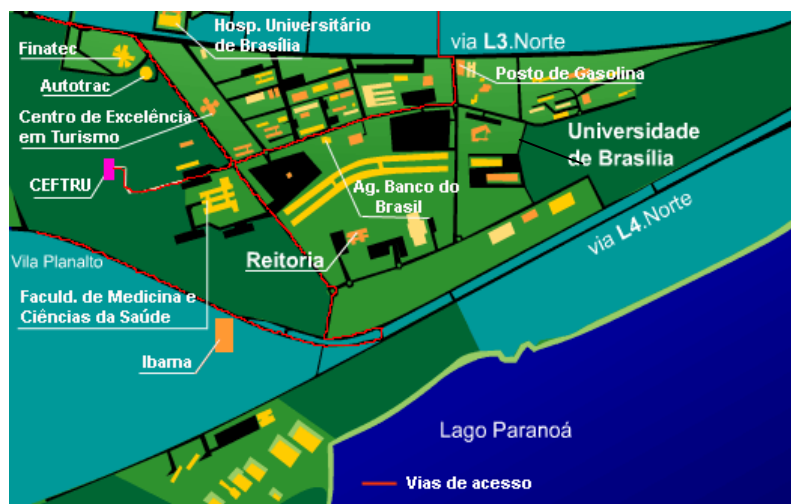 Hosp. Universitário
de Brasília
via L3.Norte
Finatec
Posto de Gasolina
Autotrac
Centro de Excelência
em Turismo
Universidade
de Brasília
CEFTRU
Ag. Banco do
Brasil
via L4.Norte
Reitoria
Vila Planalto
Faculd. de Medicina e
Ciências da Saúde
Ibama
Lago Paranoá
Vias de acesso